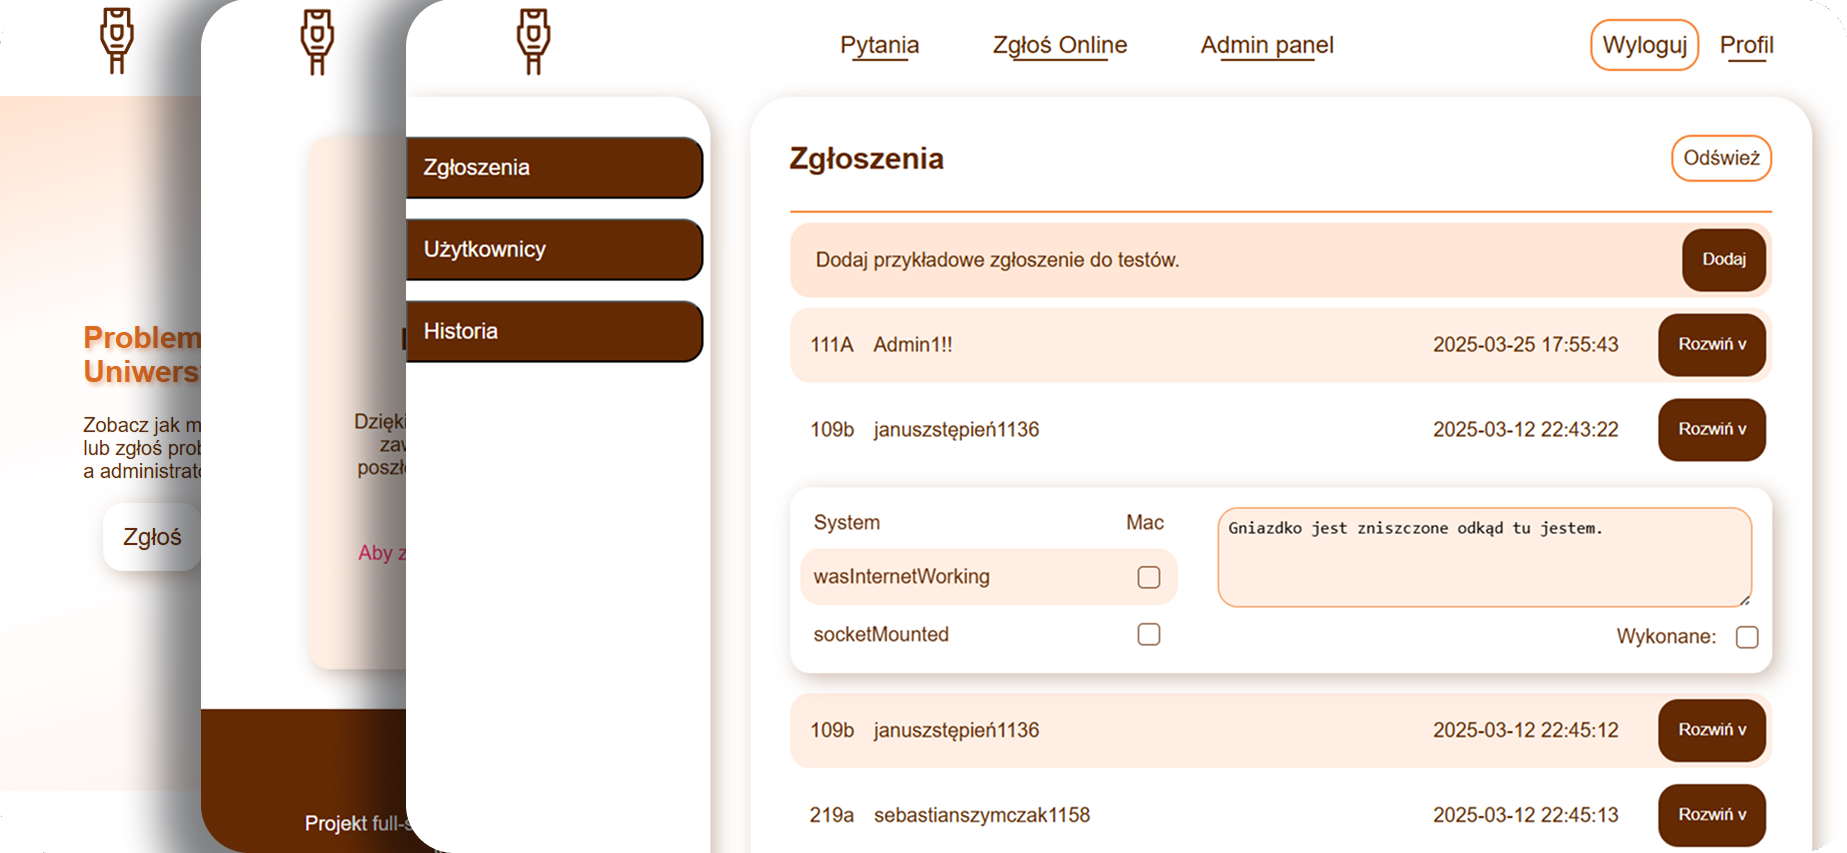 Pytania
Zgłoś Online
Admin panel
Wyloguj
Profil
Problem
Uniwers
Zobacz jak m
lub zgłoś prob
a administrato
Zgłoś
Dzięki
zaw
poszło
Aby z
Projekt full-s
Zgłoszenia
Użytkownicy
Historia
Zgłoszenia
Odśwież
Dodaj przykładowe zgłoszenie do testów.
Dodaj
111A Admin1!! 2025-03-25 17:55:43 Rozwiń v
109b januszstępień1136 2025-03-12 22:43:22 Rozwiń v
System Mac
wasInternetWorking
socketMounted
Gniazdko jest zniszczone odkąd tu jestem.
Wykonane:
109b januszstępień1136 2025-03-12 22:45:12 Rozwiń v
219a sebastianszymczak1158 2025-03-12 22:45:13 Rozwiń v